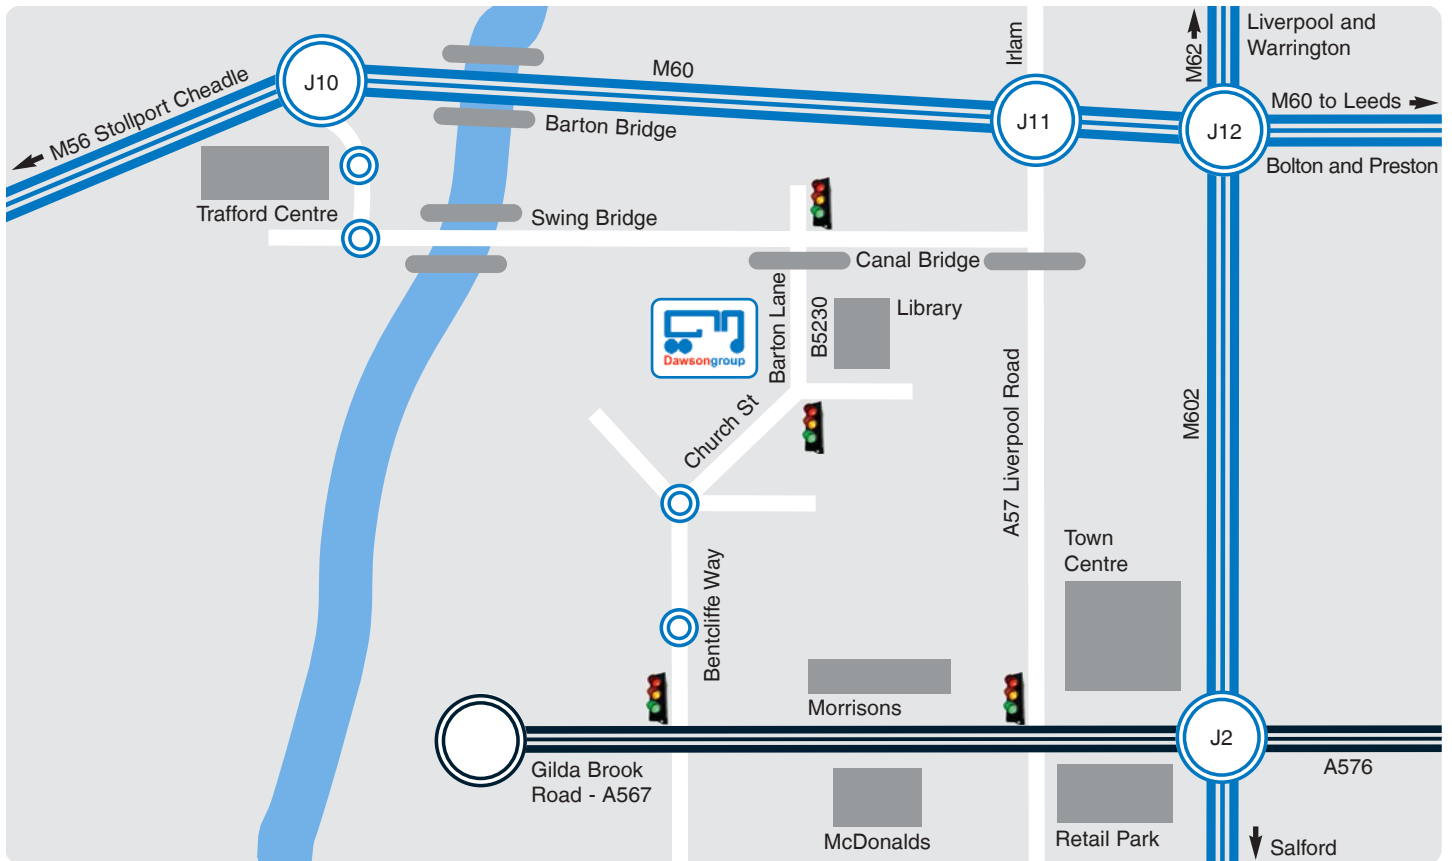 Irlam
M62
Liverpool and
Warrington
J10
M60
M56 Stollport Cheadle
J11
J12
M60 to Leeds
Barton Bridge
Bolton and Preston
Trafford Centre
Swing Bridge
Canal Bridge
Barton Lane
B5230
Library
Dawsongroup
A57 Liverpool Road
M602
Church St
Town
Centre
Bentcliffe Way
Morrisons
J2
Gilda Brook
Road - A567
A576
McDonalds
Retail Park
Salford